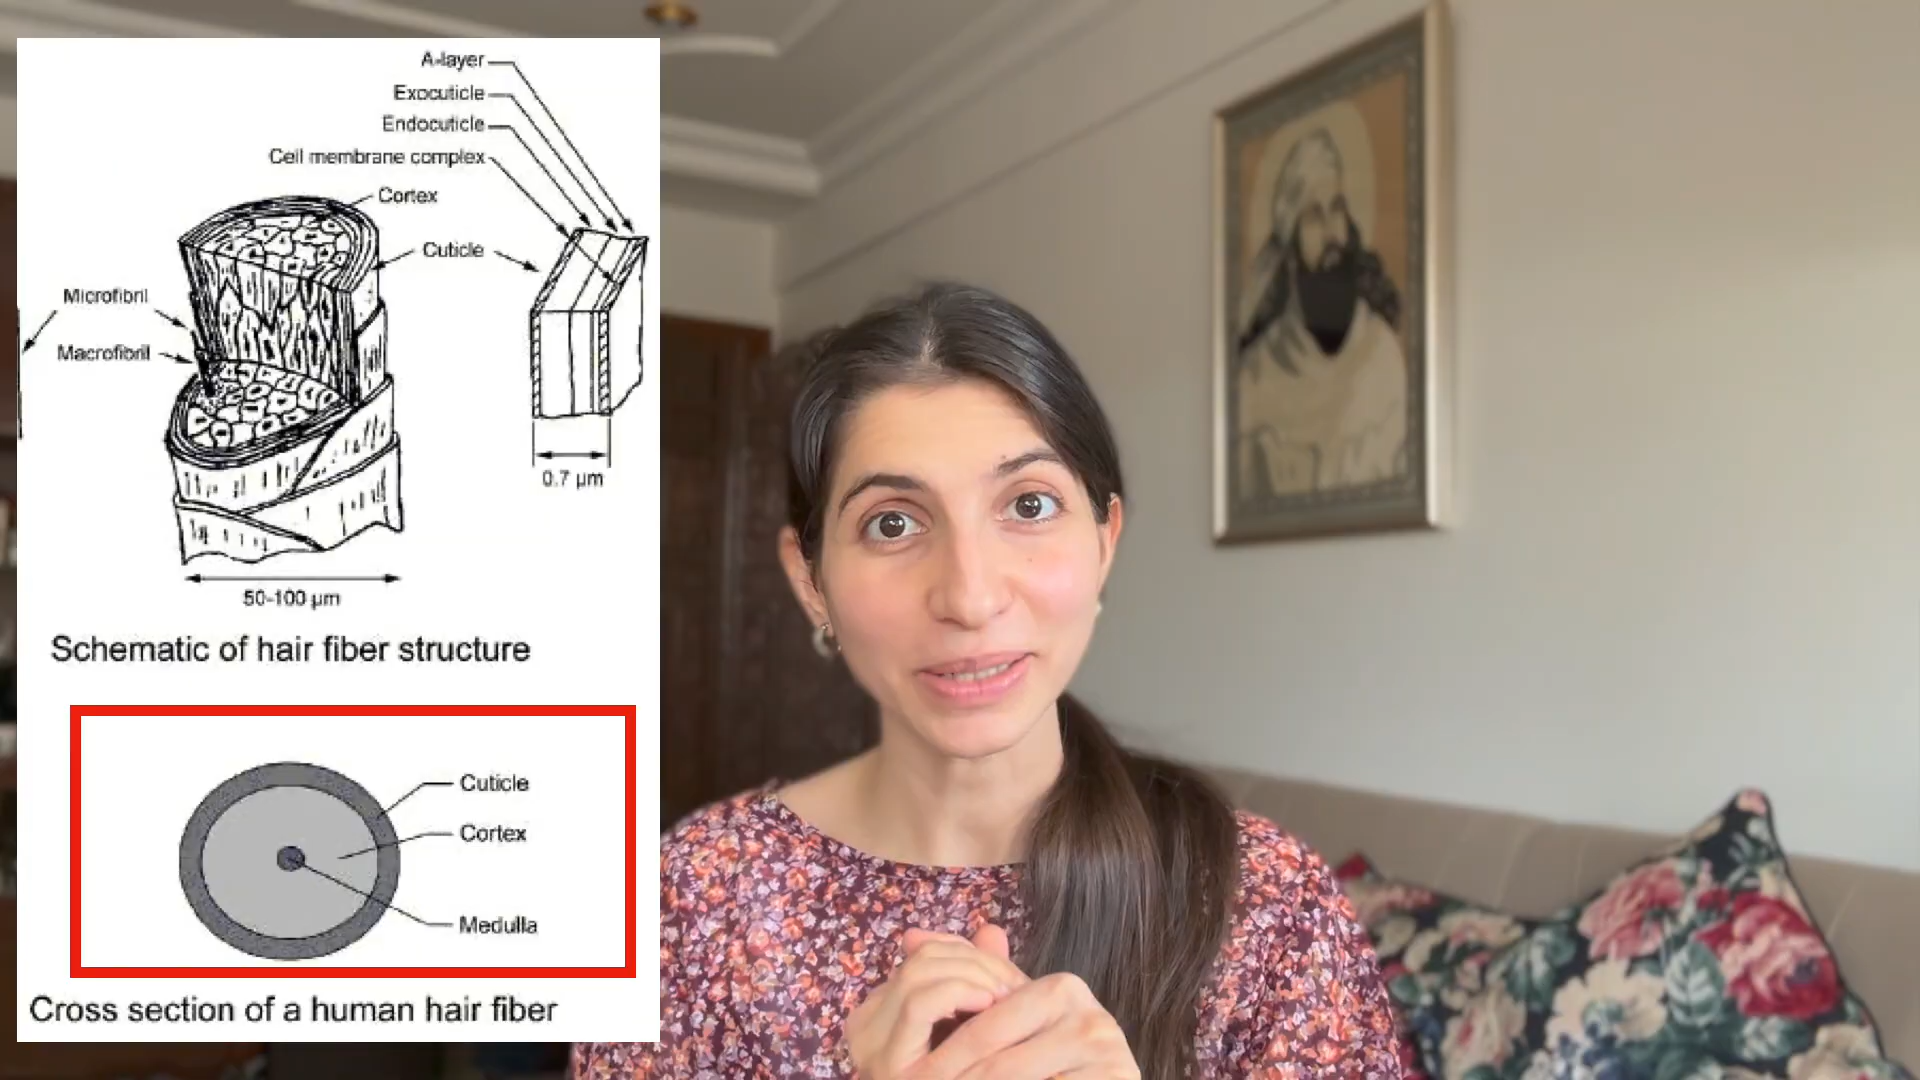 A-layer
Exocuticle
Endocuticle
Cell membrane complex
Cortex
Cuticle
Microfibril
Macrofibril
0.7 µm
50-100 µm
Schematic of hair fiber structure
Cuticle
Cortex
Medulla
Cross section of a human hair fiber